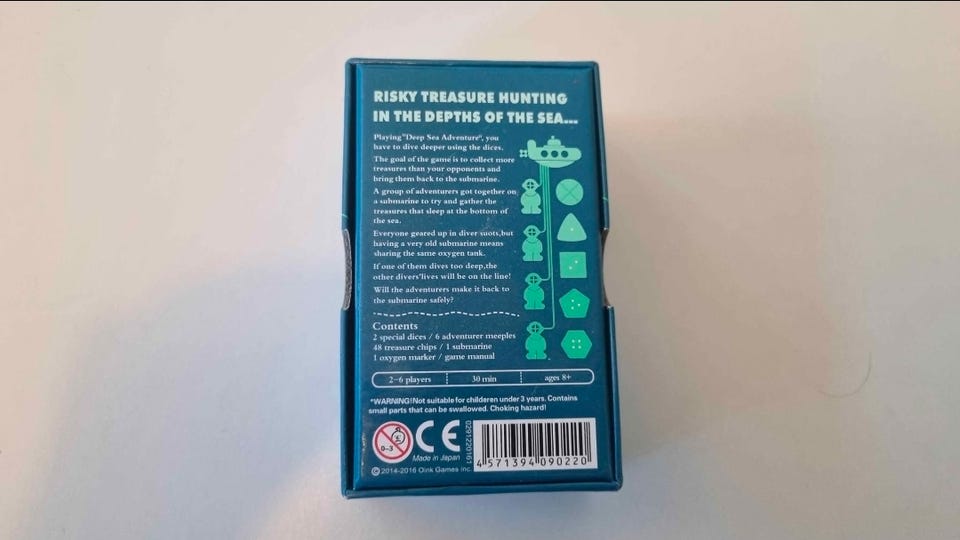 RISKY TREASURE HUNTING
IN THE DEPTHS OF THE SEA...
Playing "Deep Sea Adventure", you
have to dive deeper using the dices.
The goal of the game is to collect more
treasures than your opponents and
bring them back to the submarine.
A group of adventurers got together on
a submarine to try and gather the
treasures that sleep at the bottom of
the sea.
Everyone geared up in diver suots,but
having a very old submarine means
sharing the same oxygen tank.
If one of them dives too deep,the
other divers'lives will be on the line!
Will the adventurers make it back to
the submarine safely?
Contents
2 special dices / 6 adventurer meeples
48 treasure chips / 1 submarine
1 oxygen marker / game manual
2-6 players 30 min ages 8+
*WARNING!Not suitable for childeren under 3 years. Contains
small parts that can be swallowed. Choking hazard!
0-3
CE
Made in Japan
0291220161
4571394090220
©2014-2016 Oink Games Inc.